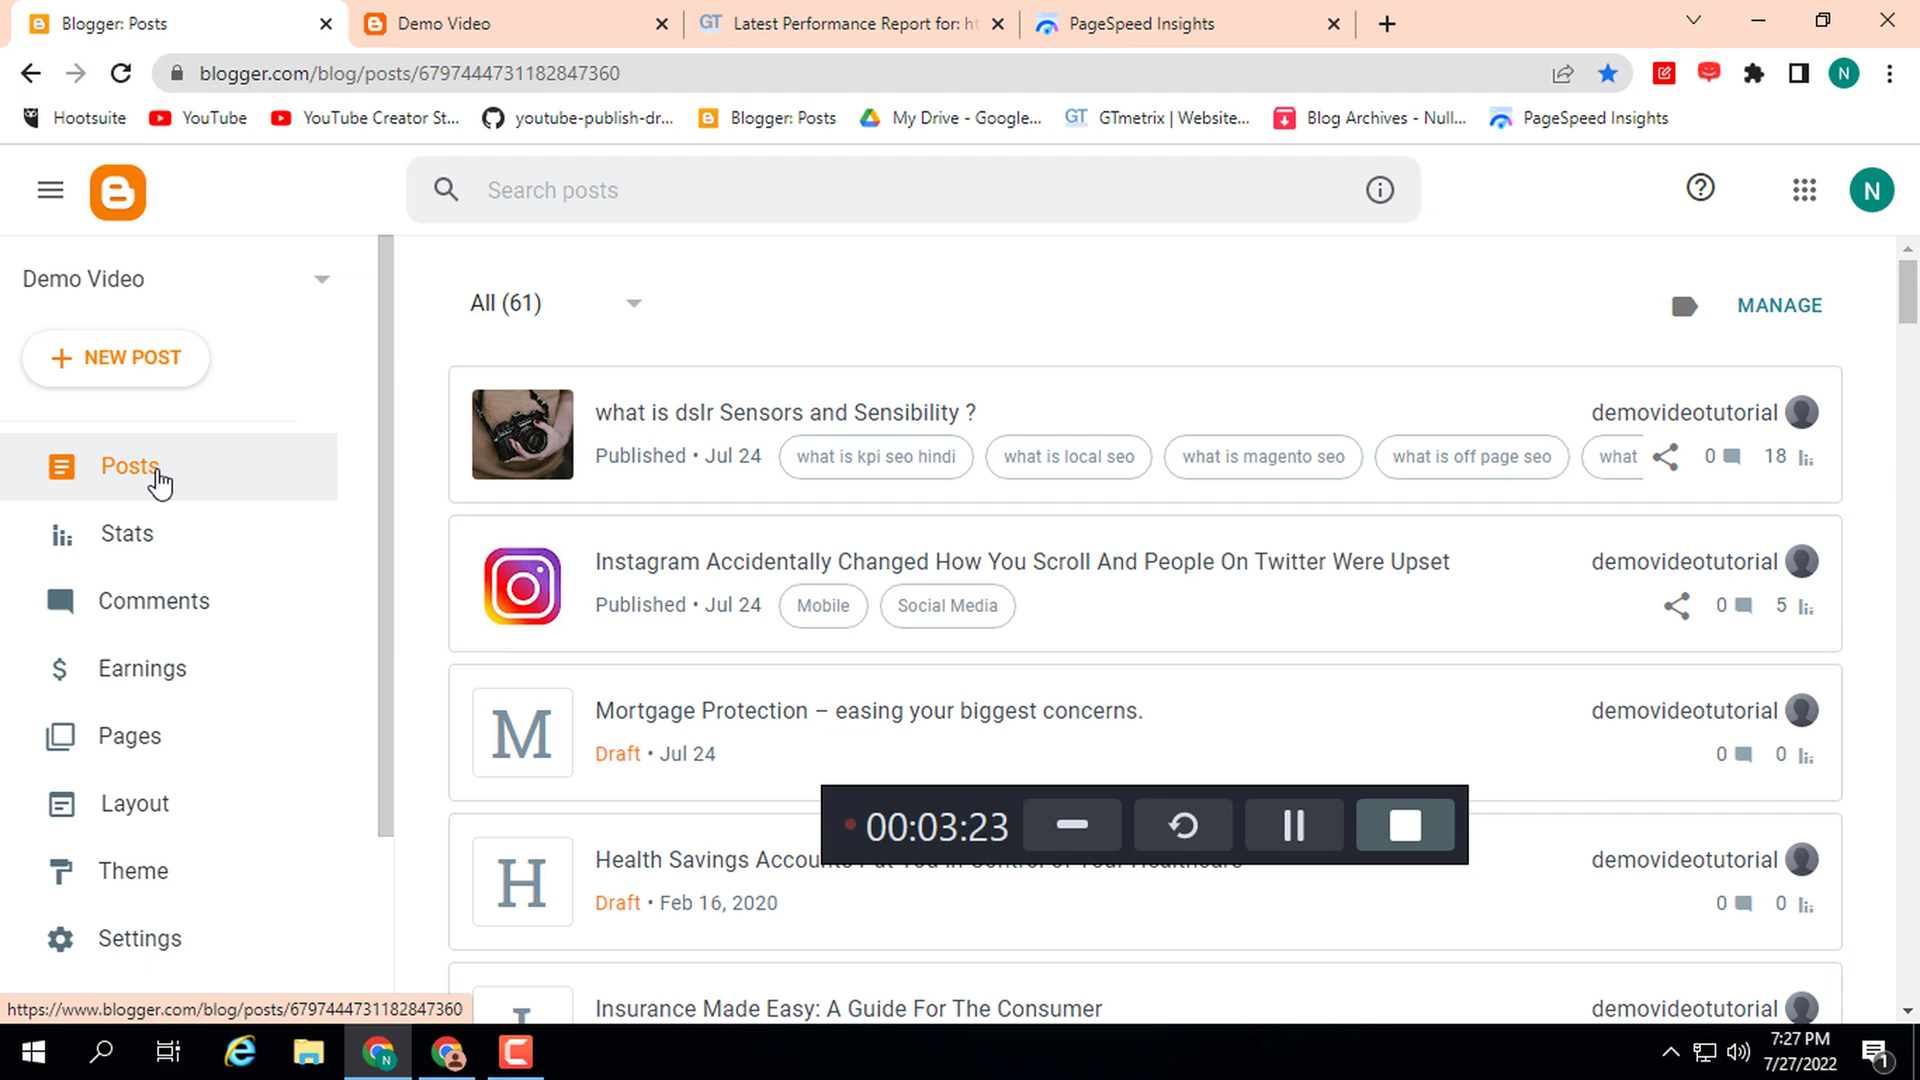 Blogger: Posts
Demo Video
GT Latest Performance Report for: ht
PageSpeed Insights
blogger.com/blog/posts/6797444731182847360
N
Hootsuite
YouTube
YouTube Creator St...
youtube-publish-dr...
Blogger: Posts
My Drive - Google...
GT GTmetrix | Website...
Blog Archives - Null...
PageSpeed Insights
Search posts
N
Demo Video
NEW POST
Posts
Stats
Comments
Earnings
Pages
Layout
Theme
Settings
All (61)
MANAGE
what is dslr Sensors and Sensibility ?
demovideotutorial
Published • Jul 24
what is kpi seo hindi
what is local seo
what is magento seo
what is off page seo
what
0
18
Instagram Accidentally Changed How You Scroll And People On Twitter Were Upset
demovideotutorial
Published • Jul 24
Mobile
Social Media
0
5
M
Mortgage Protection – easing your biggest concerns.
demovideotutorial
Draft • Jul 24
0
0
00:03:23
H
Health Savings
demovideotutorial
Draft • Feb 16, 2020
0
0
I
Insurance Made Easy: A Guide For The Consumer
demovideotutorial
https://www.blogger.com/blog/posts/6797444731182847360
N
7:27 PM
7/27/2022
1